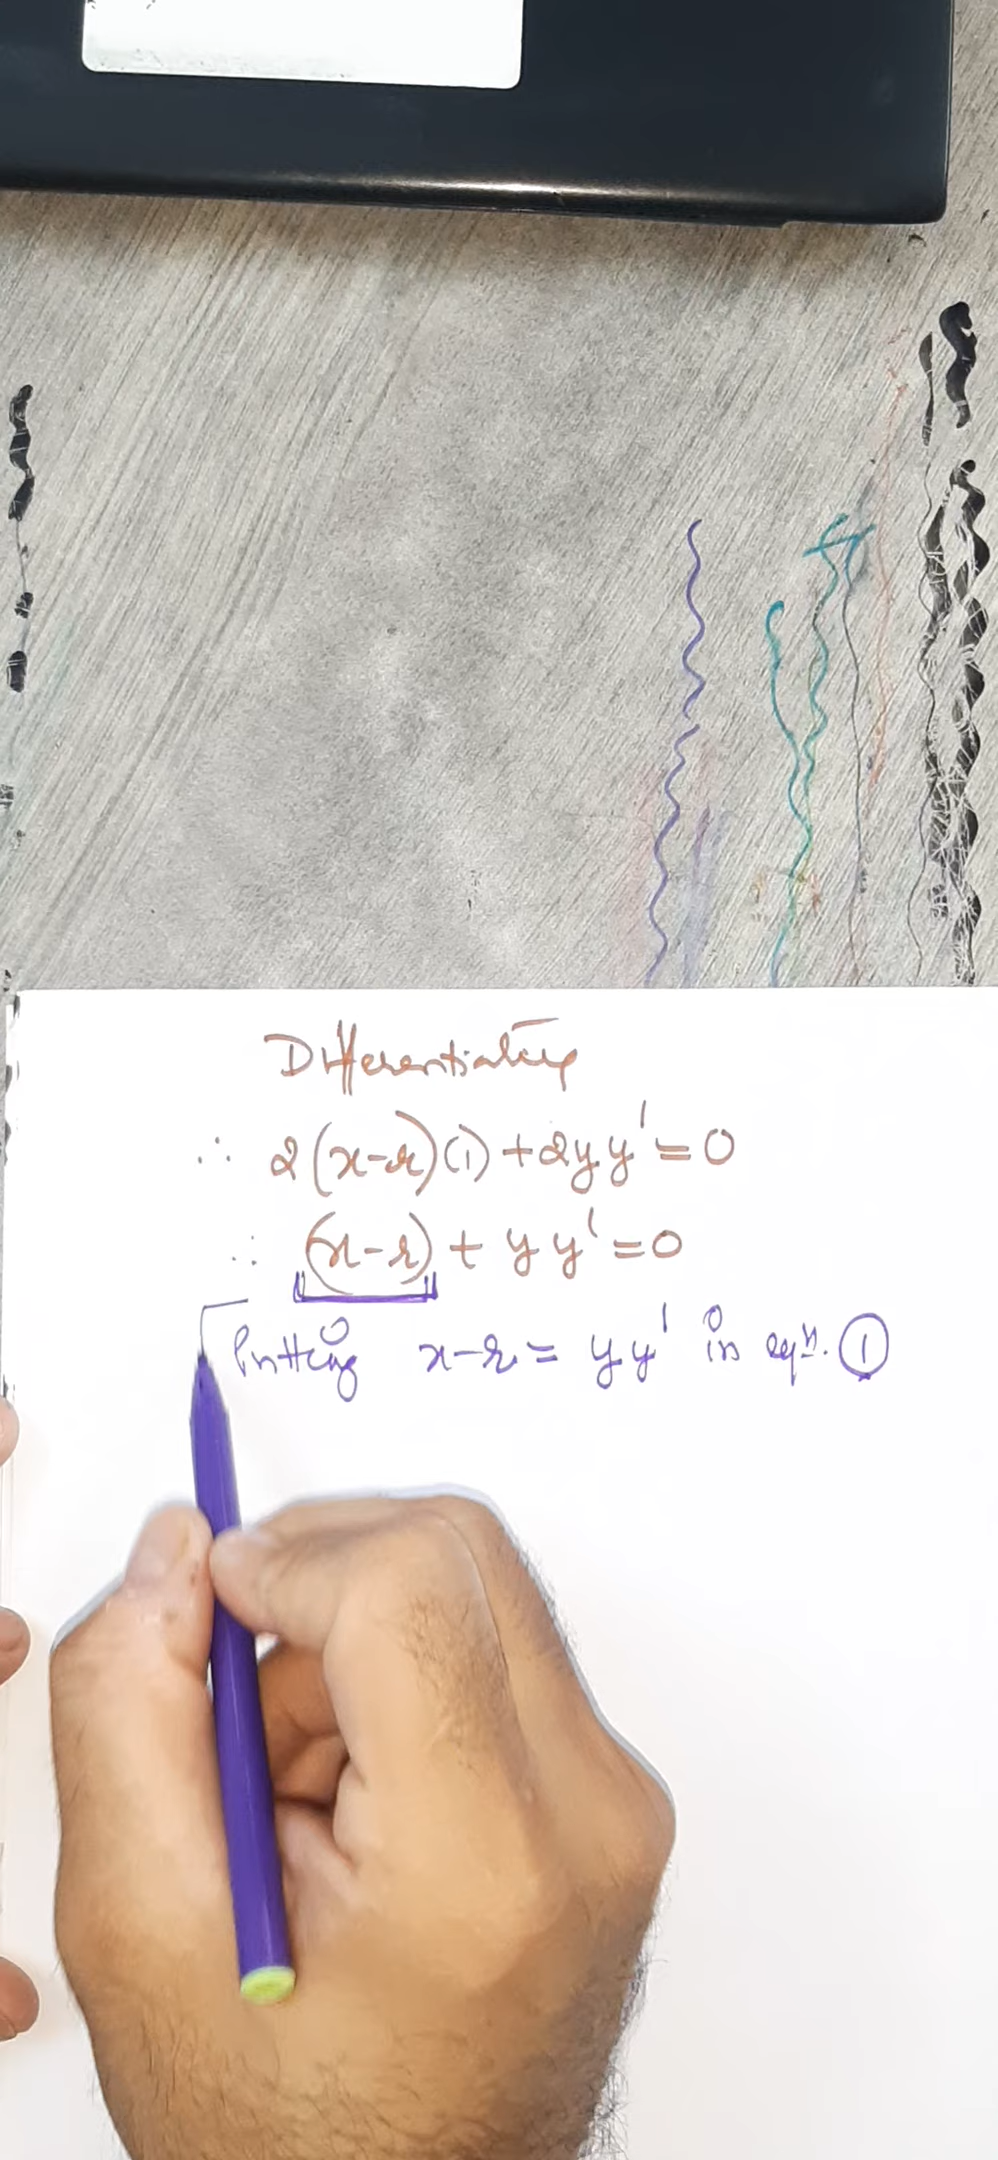 Differentiating
∴ 2(x-r)(1) + 2yy' = 0
∴ (x-r) + yy' = 0
Putting x-r = yy' in eqn. ①